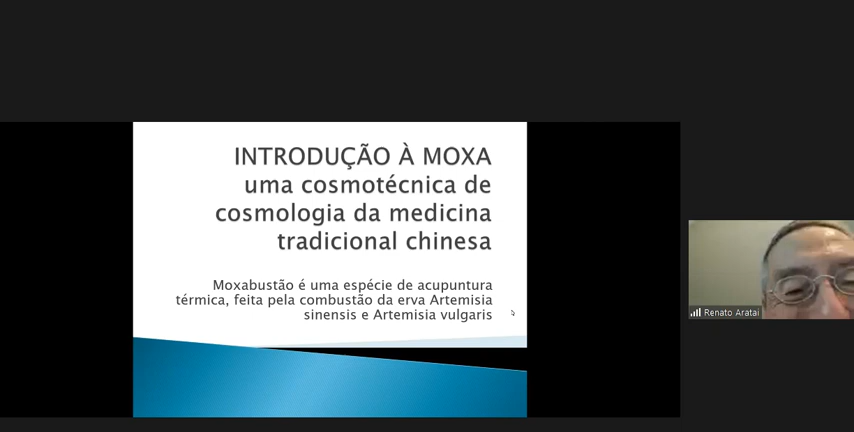 INTRODUÇÃO À MOXA
uma cosmotécnica de
cosmologia da medicina
tradicional chinesa
Moxabustão é uma espécie de acupuntura
térmica, feita pela combustão da erva Artemisia
sinensis e Artemisia vulgaris
Renato Aratai